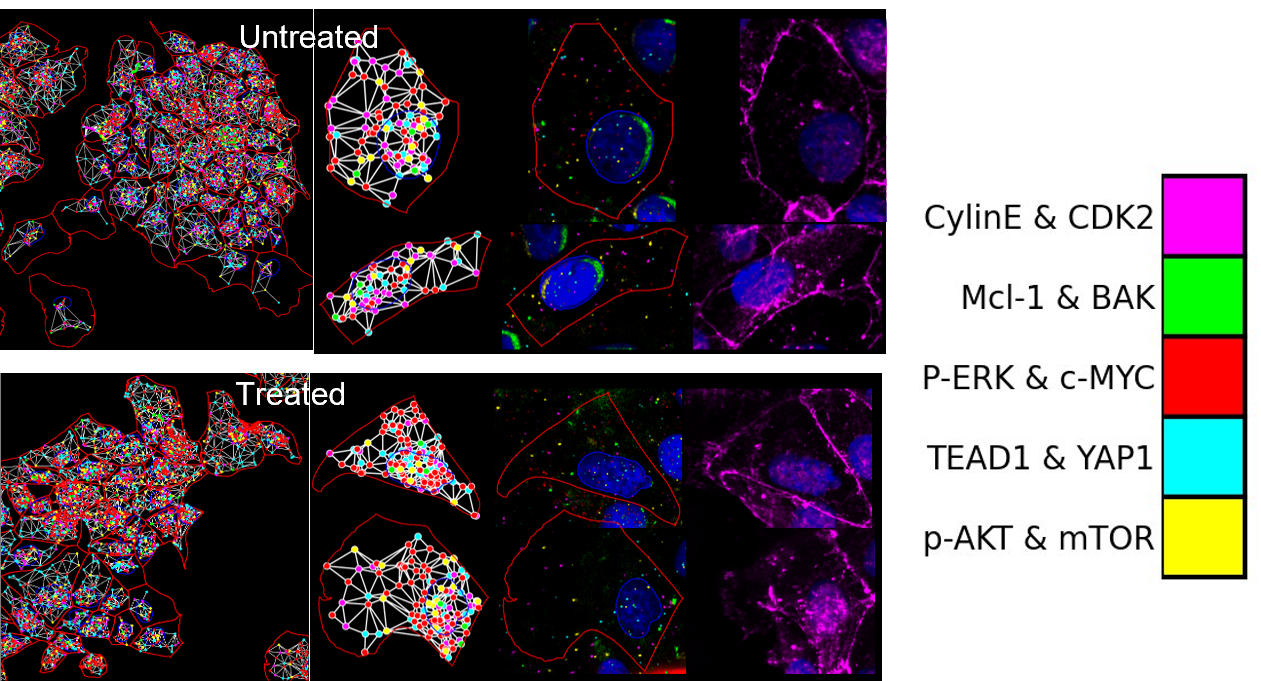 Untreated
CylinE & CDK2
Mcl-1 & BAK
P-ERK & c-MYC
TEAD1 & YAP1
p-AKT & mTOR
Treated